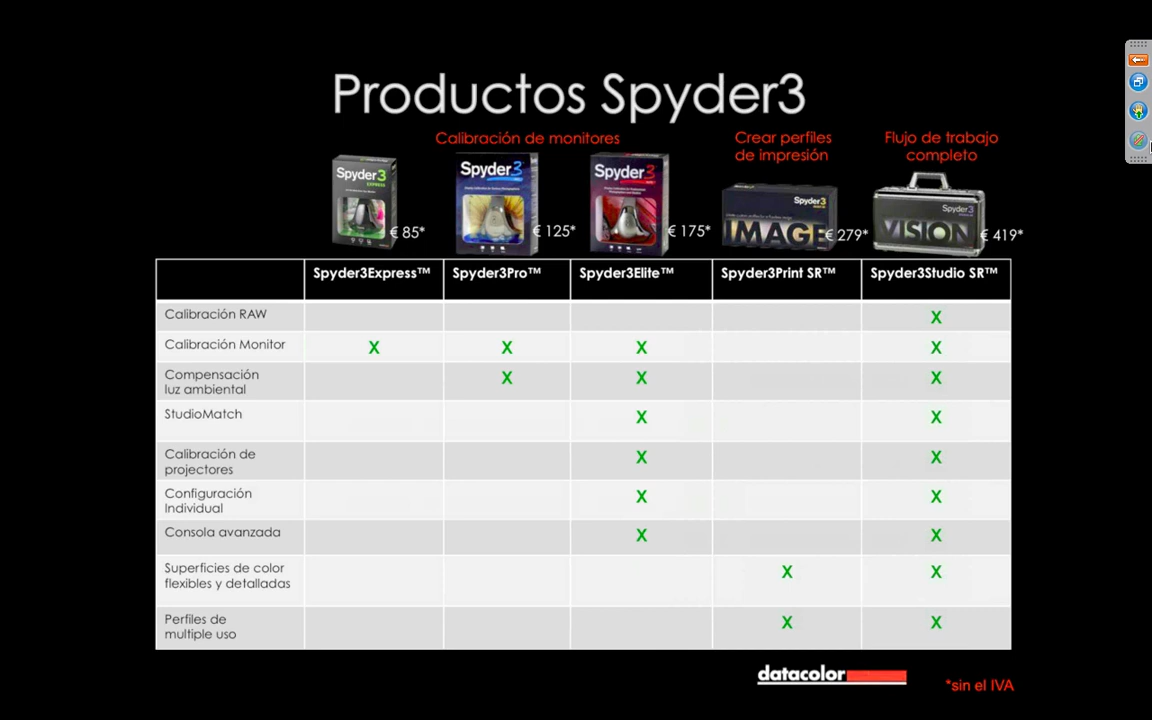 Productos Spyder3
Calibración de monitores
Crear perfiles
de impresión
Flujo de trabajo
completo
Spyder3
EXPRESS
Spyder3
Spyder3
Spyder3
IMAGE
Spyder3
VISION
€ 85*
€ 125*
€ 175*
€ 279*
€ 419*
Spyder3Express™ Spyder3Pro™ Spyder3Elite™ Spyder3Print SR™ Spyder3Studio SR™
Calibración RAW X
Calibración Monitor X X X X
Compensación
luz ambiental X X X
StudioMatch X X
Calibración de
projectores X X
Configuración
Individual X X
Consola avanzada X X
Superficies de color
flexibles y detalladas X X
Perfiles de
multiple uso X X
datacolor
*sin el IVA